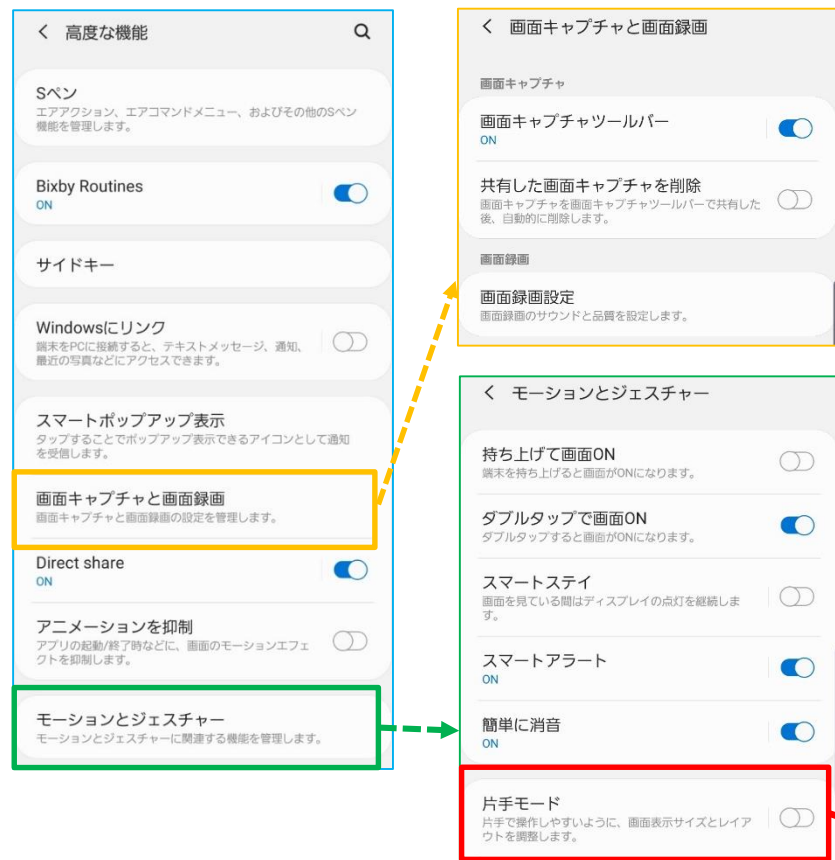 高度な機能
Sペン
エアアクション、エアコマンドメニュー、およびその他のSペン
機能を管理します。
Bixby Routines
ON
サイドキー
Windowsにリンク
端末をPCに接続すると、テキストメッセージ、通知、
最近の写真などにアクセスできます。
スマートポップアップ表示
タップすることでポップアップ表示できるアイコンとして通知
を受信します。
画面キャプチャと画面録画
画面キャプチャと画面録画の設定を管理します。
Direct share
ON
アニメーションを抑制
アプリの起動/終了時などに、画面のモーションエフェ
クトを抑制します。
モーションとジェスチャー
モーションとジェスチャーに関連する機能を管理します。
画面キャプチャと画面録画
画面キャプチャ
画面キャプチャツールバー
ON
共有した画面キャプチャを削除
画面キャプチャを画面キャプチャツールバーで共有した
後、自動的に削除します。
画面録画
画面録画設定
画面録画のサウンドと品質を設定します。
モーションとジェスチャー
持ち上げて画面ON
端末を持ち上げると画面がONになります。
ダブルタップで画面ON
ダブルタップすると画面がONになります。
スマートステイ
画面を見ている間はディスプレイの点灯を継続しま
す。
スマートアラート
ON
簡単に消音
ON
片手モード
片手で操作しやすいように、画面表示サイズとレイア
ウトを調整します。